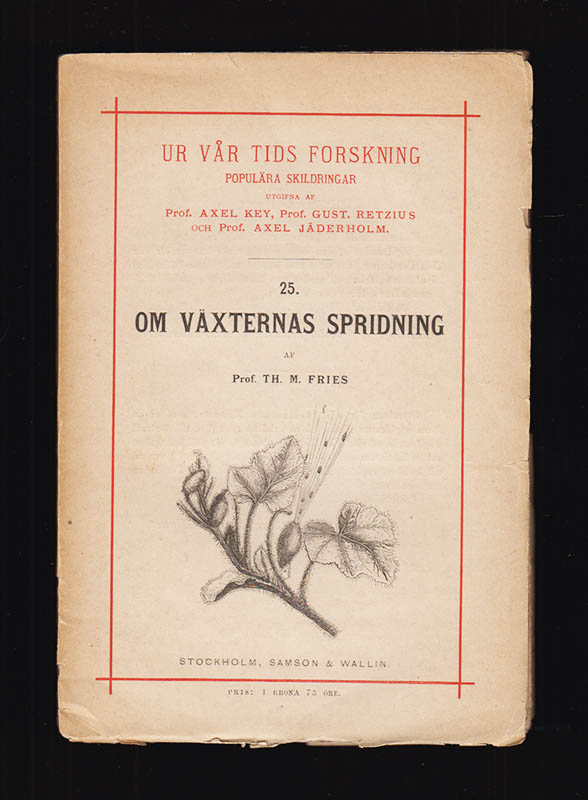 UR VÅR TIDS FORSKNING
POPULÄRA SKILDRINGAR
UTGIFNA AF
Prof. AXEL KEY, Prof. GUST. RETZIUS
OCH Prof. AXEL JÄDERHOLM.
25.
OM VÄXTERNAS SPRIDNING
AF
Prof. TH. M. FRIES
STOCKHOLM, SAMSON & WALLIN.
PRIS: 1 KRONA 75 ÖRE.